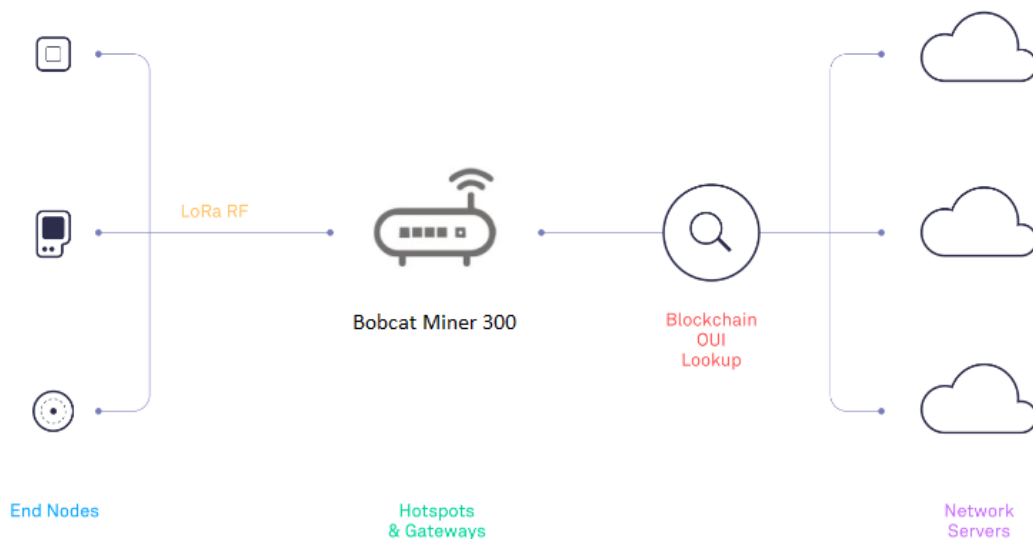 LoRa RF
Bobcat Miner 300
Blockchain
OUI
Lookup
End Nodes
Hotspots
& Gateways
Network
Servers